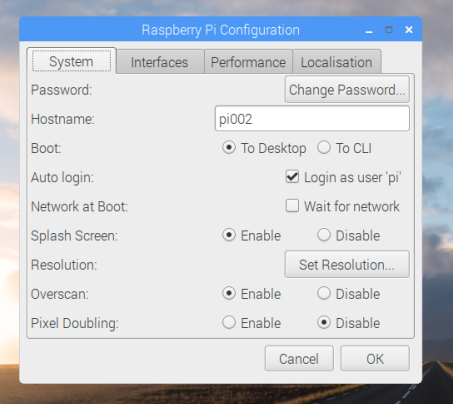 Raspberry Pi Configuration
System Interfaces Performance Localisation
Password: Change Password...
Hostname: pi002
Boot: To Desktop To CLI
Auto login: Login as user 'pi'
Network at Boot: Wait for network
Splash Screen: Enable Disable
Resolution: Set Resolution...
Overscan: Enable Disable
Pixel Doubling: Enable Disable
Cancel OK